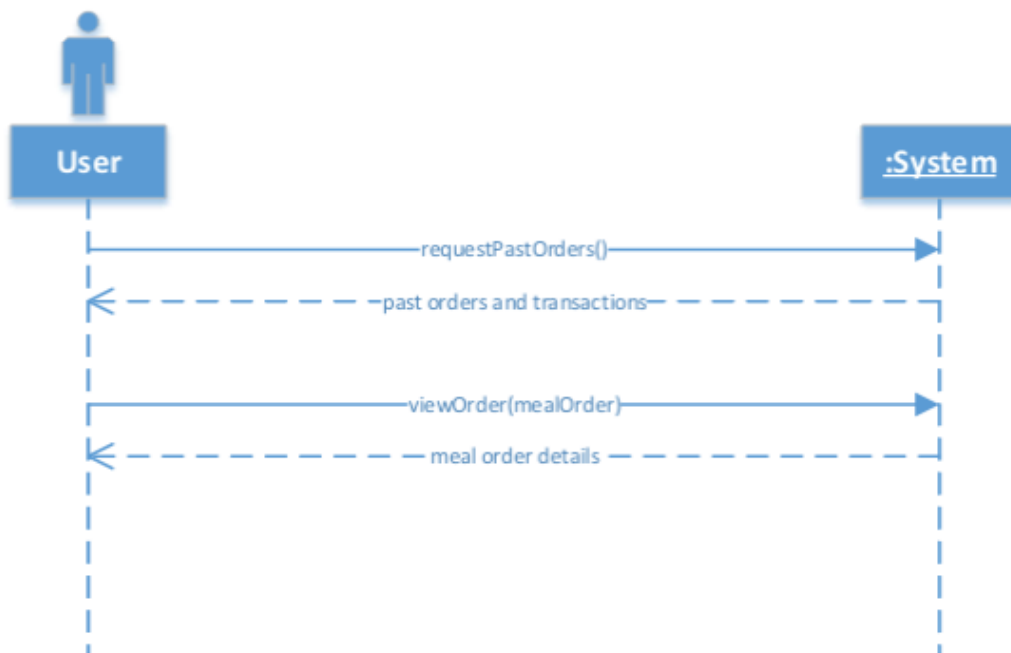 User
:System
requestPastOrders()
past orders and transactions
viewOrder(mealOrder)
meal order details